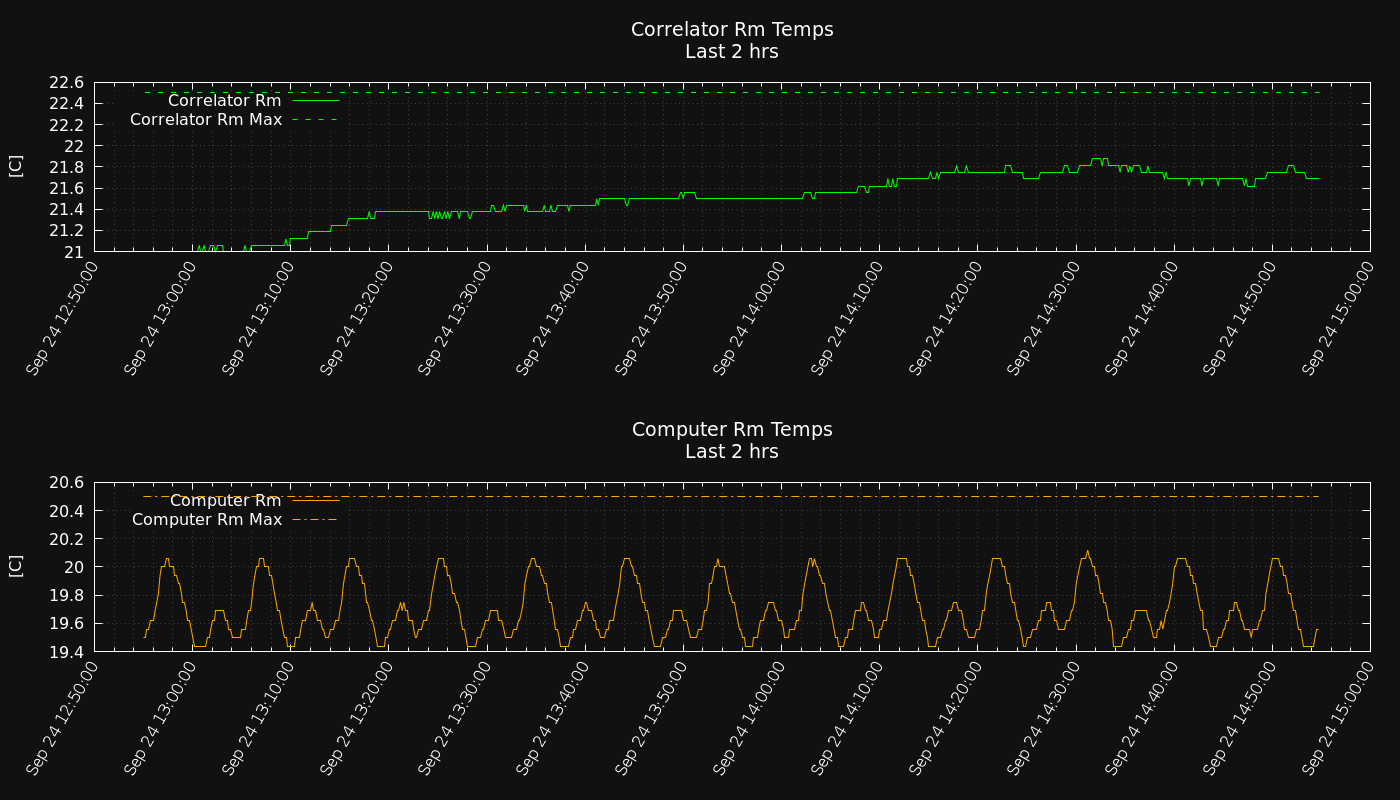 Correlator Rm Temps
Last 2 hrs
22.6
22.4
22.2
22
21.8
21.6
21.4
21.2
21
[C]
Correlator Rm
Correlator Rm Max
Sep 24 12:50:00
Sep 24 13:00:00
Sep 24 13:10:00
Sep 24 13:20:00
Sep 24 13:30:00
Sep 24 13:40:00
Sep 24 13:50:00
Sep 24 14:00:00
Sep 24 14:10:00
Sep 24 14:20:00
Sep 24 14:30:00
Sep 24 14:40:00
Sep 24 14:50:00
Sep 24 15:00:00
Computer Rm Temps
Last 2 hrs
20.6
20.4
20.2
20
19.8
19.6
19.4
[C]
Computer Rm
Computer Rm Max
Sep 24 12:50:00
Sep 24 13:00:00
Sep 24 13:10:00
Sep 24 13:20:00
Sep 24 13:30:00
Sep 24 13:40:00
Sep 24 13:50:00
Sep 24 14:00:00
Sep 24 14:10:00
Sep 24 14:20:00
Sep 24 14:30:00
Sep 24 14:40:00
Sep 24 14:50:00
Sep 24 15:00:00